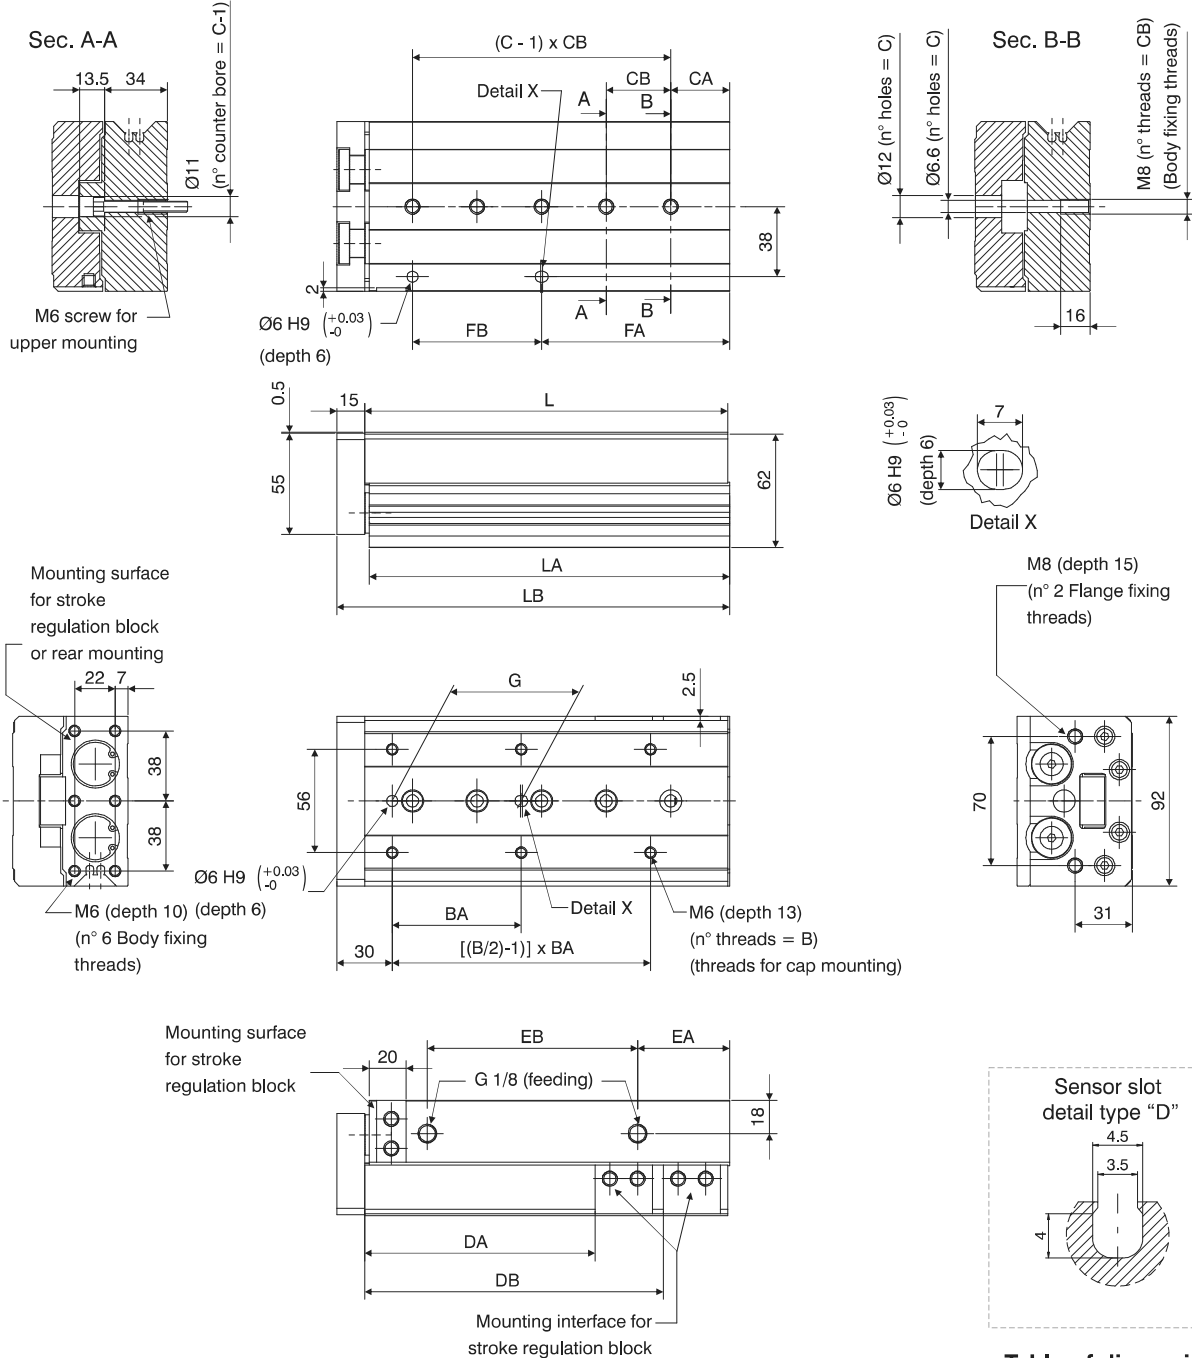 Sec. A-A
13.5
34
Ø11
(n° counter bore = C-1)
M6 screw for
upper mounting
(C - 1) x CB
Detail X
A
CB
B
CA
38
2
Ø6 H9 (+0.03 -0)
(depth 6)
A
B
FB
FA
Sec. B-B
Ø12 (n° holes = C)
Ø6.6 (n° holes = C)
M8 (n° threads = CB)
(Body fixing threads)
16
0.5
15
L
55
62
LA
LB
Ø6 H9 (+0.03 - 0)
(depth 6)
7
Detail X
Mounting surface
for stroke
regulation block
or rear mounting
22
7
38
38
M6 (depth 10)
(n° 6 Body fixing
threads)
G
2.5
56
Ø6 H9 (+0.03 -0)
(depth 6)
BA
Detail X
30
[(B/2)-1)] x BA
M6 (depth 13)
(n° threads = B)
(threads for cap mounting)
M8 (depth 15)
(n° 2 Flange fixing
threads)
70
92
31
Mounting surface
for stroke
regulation block
20
EB
EA
G 1/8 (feeding)
18
DA
DB
Mounting interface for
stroke regulation block
Sensor slot
detail type “D”
4.5
3.5
4